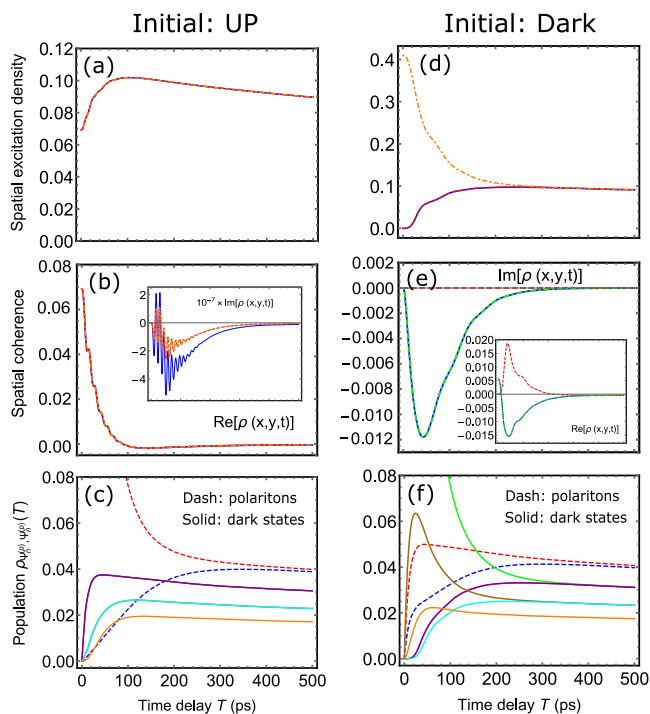 Initial: UP
Initial: Dark
(a)
Spatial excitation density
0.12
0.10
0.08
0.06
0.04
0.02
0.00
(d)
0.4
0.3
0.2
0.1
0.0
(b)
Spatial coherence
0.08
0.06
0.04
0.02
0.00
10⁻⁷ × Im[ρ (x,y,t)]
2
0
-2
-4
Re[ρ (x,y,t)]
(e)
Im[ρ (x,y,t)]
0.002
0.000
-0.002
-0.004
-0.006
-0.008
-0.010
-0.012
0.020
0.015
0.010
0.005
0.000
-0.005
-0.010
-0.015
Re[ρ (x,y,t)]
(c)
Dash: polaritons
Solid: dark states
0.08
0.06
0.04
0.02
0.00
0 100 200 300 400 500
Time delay T (ps)
(f)
Dash: polaritons
Solid: dark states
0.08
0.06
0.04
0.02
0.00
0 100 200 300 400 500
Time delay T (ps)